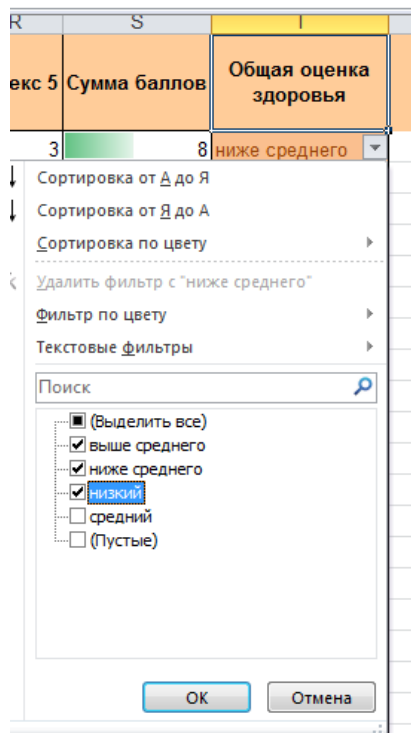 R S T
екс 5 Сумма баллов Общая оценка здоровья
3 8 ниже среднего
Сортировка от А до Я
Сортировка от Я до А
Сортировка по цвету
Удалить фильтр с "ниже среднего"
Фильтр по цвету
Текстовые фильтры
Поиск
(Выделить все)
выше среднего
ниже среднего
низкий
средний
(Пустые)
ОК Отмена